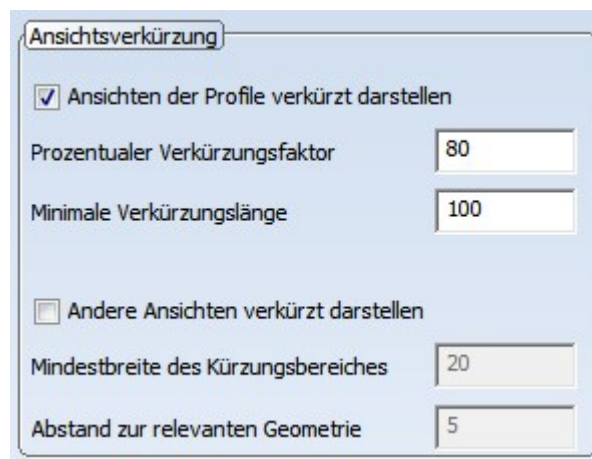 Ansichtsverkürzung
Ansichten der Profile verkürzt darstellen
Prozentualer Verkürzungsfaktor 80
Minimale Verkürzungslänge 100
Andere Ansichten verkürzt darstellen
Mindestbreite des Kürzungsbereiches 20
Abstand zur relevanten Geometrie 5